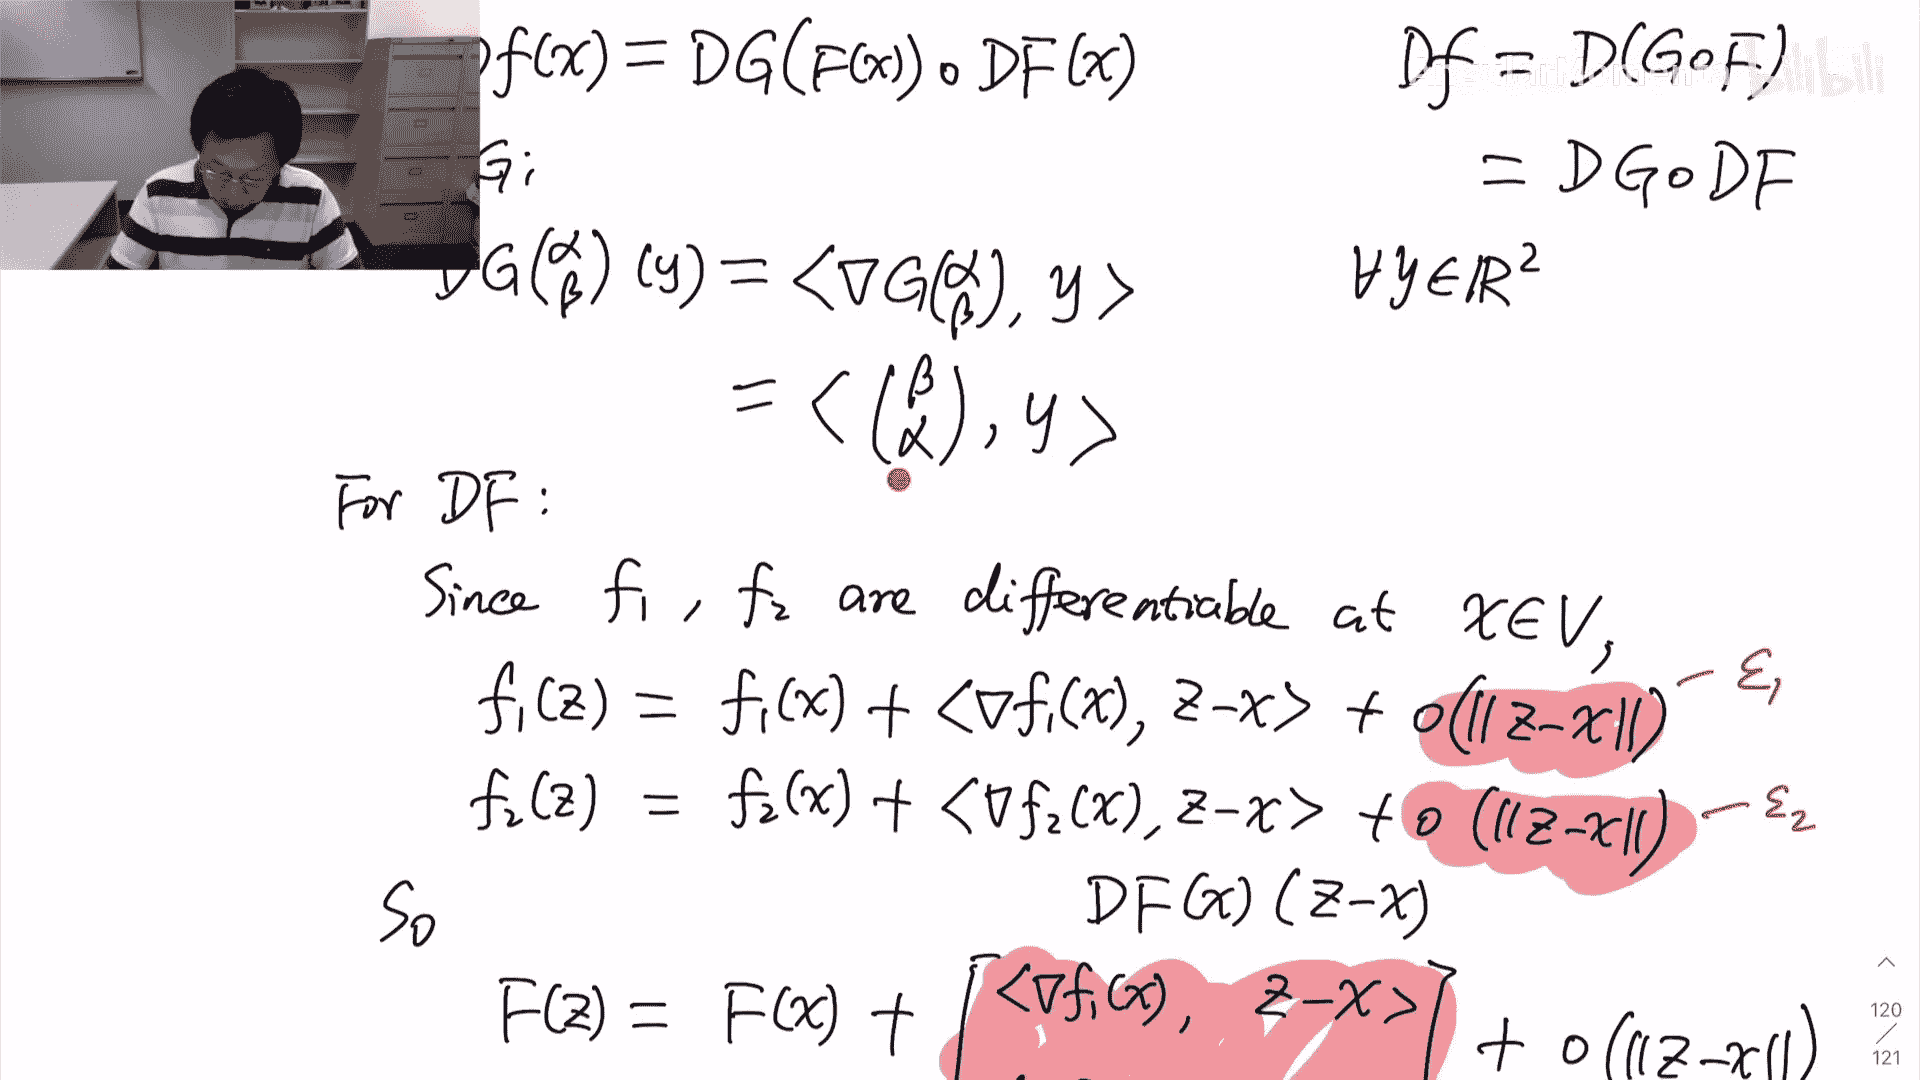 Df(x) = DG(F(x)) ∘ DF(x)
Df = D(G∘F)
= DG∘DF
G:
DG(α β)(y) = <∇G(α β), y>
∀y∈ℝ²
= <(β α), y>
For DF:
Since f₁, f₂ are differentiable at x∈V,
f₁(z) = f₁(x) + <∇f₁(x), z-x> + o(||z-x||) - ε₁
f₂(z) = f₂(x) + <∇f₂(x), z-x> + o(||z-x||) - ε₂
DF(x)(z-x)
So
F(z) = F(x) + [<∇f₁(x), z-x>] + o(||z-x||)
bilibili
120
/
121